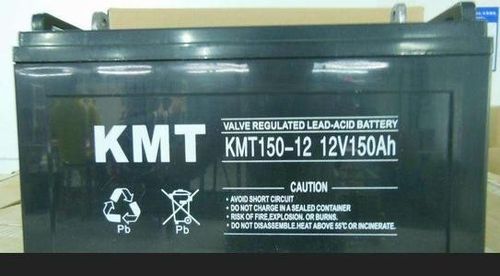 KMT
VALVE REGULATED LEAD-ACID BATTERY
KMT150-12 12V150Ah
CAUTION
• AVOID SHORT CIRCUIT
• DO NOT CHARGE IN A SEALED CONTAINER
• RISK OF FIRE,EXPLOSION. OR BURNS.
• DO NOT DISASSEMBLE.HEAT ABOVE 55℃ OR INCINERATE.
Pb
Pb